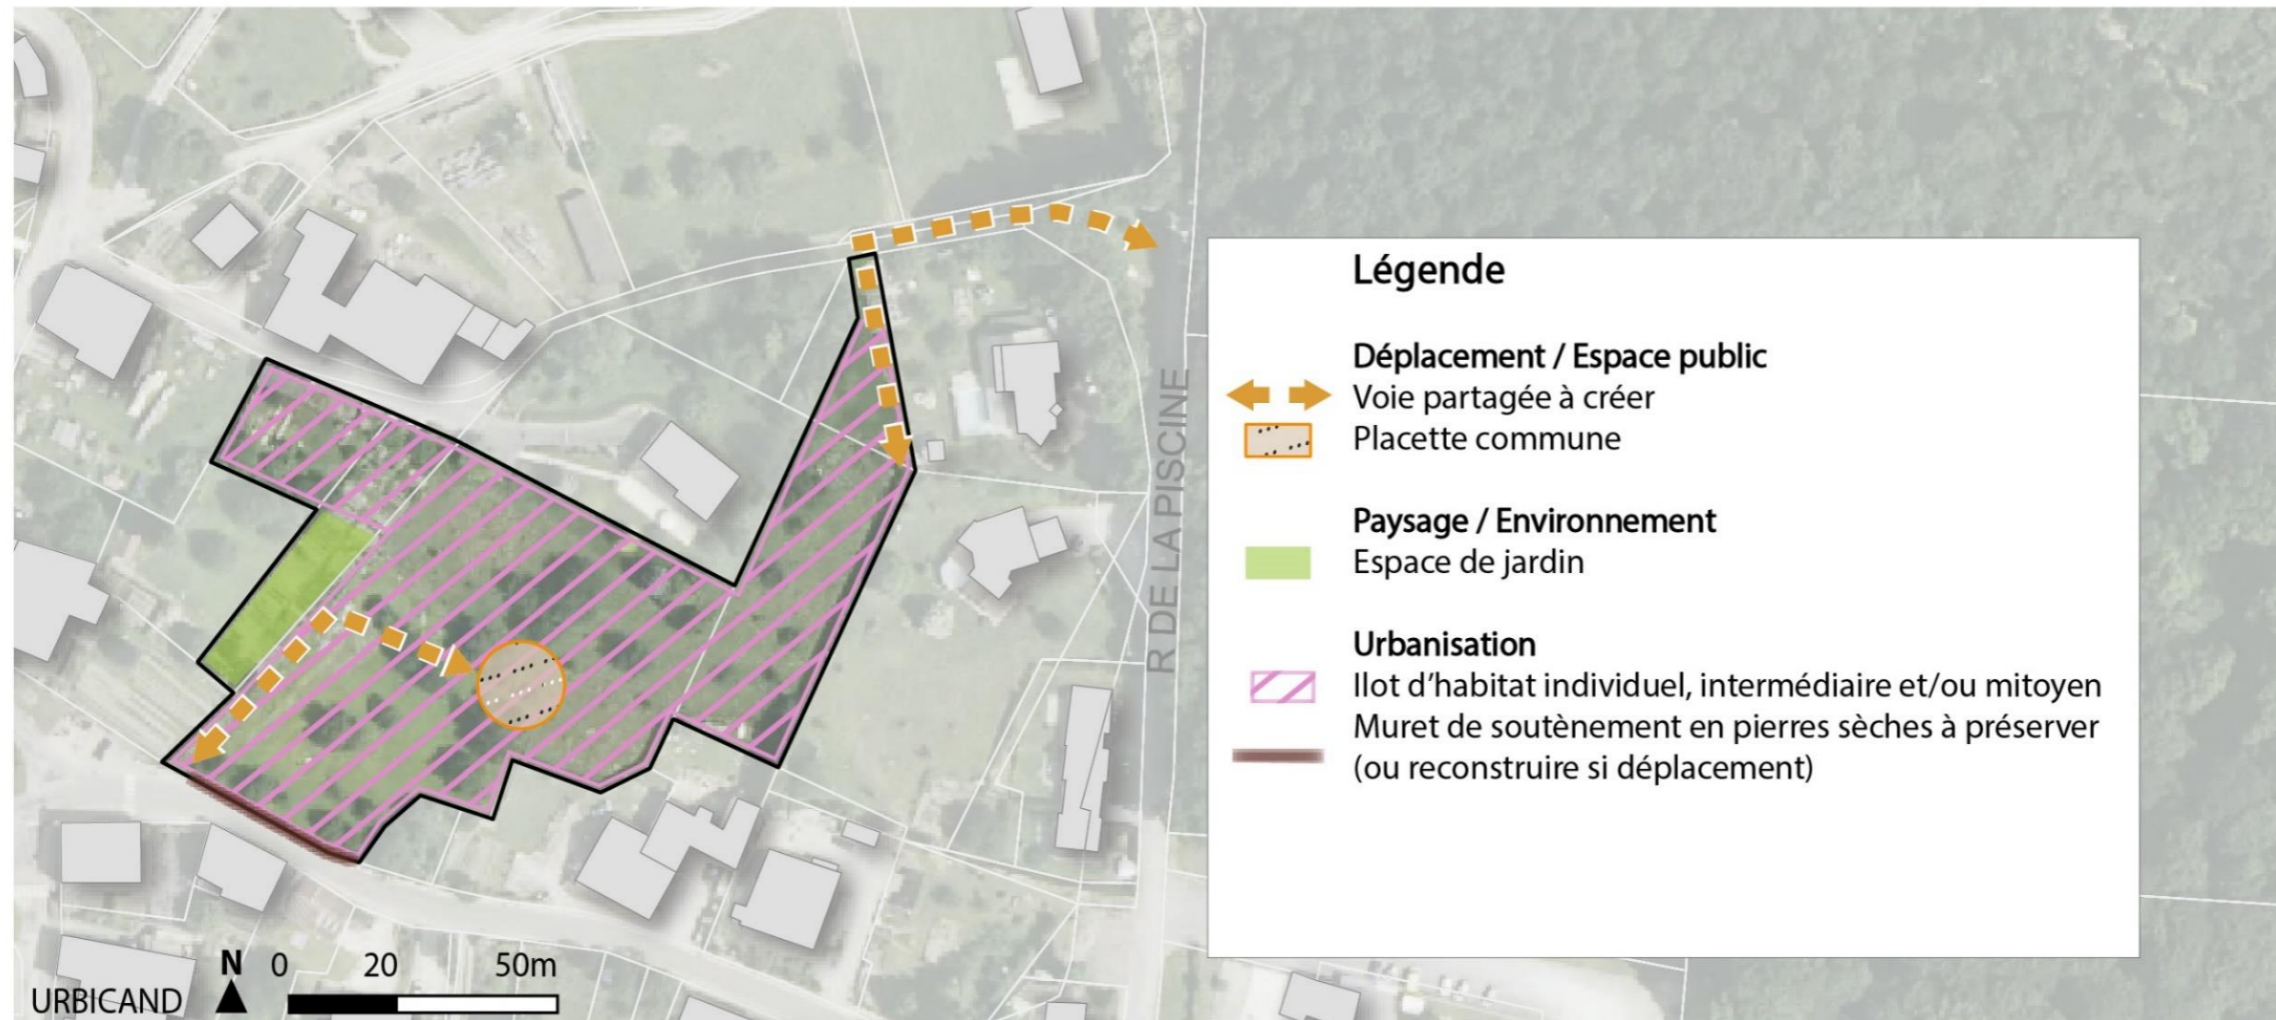 R DE LA PISCINE
Légende
Déplacement / Espace public
Voie partagée à créer
Placette commune
Paysage / Environnement
Espace de jardin
Urbanisation
Ilot d'habitat individuel, intermédiaire et/ou mitoyen
Muret de soutènement en pierres sèches à préserver
(ou reconstruire si déplacement)
N 0 20 50m
URBICAND